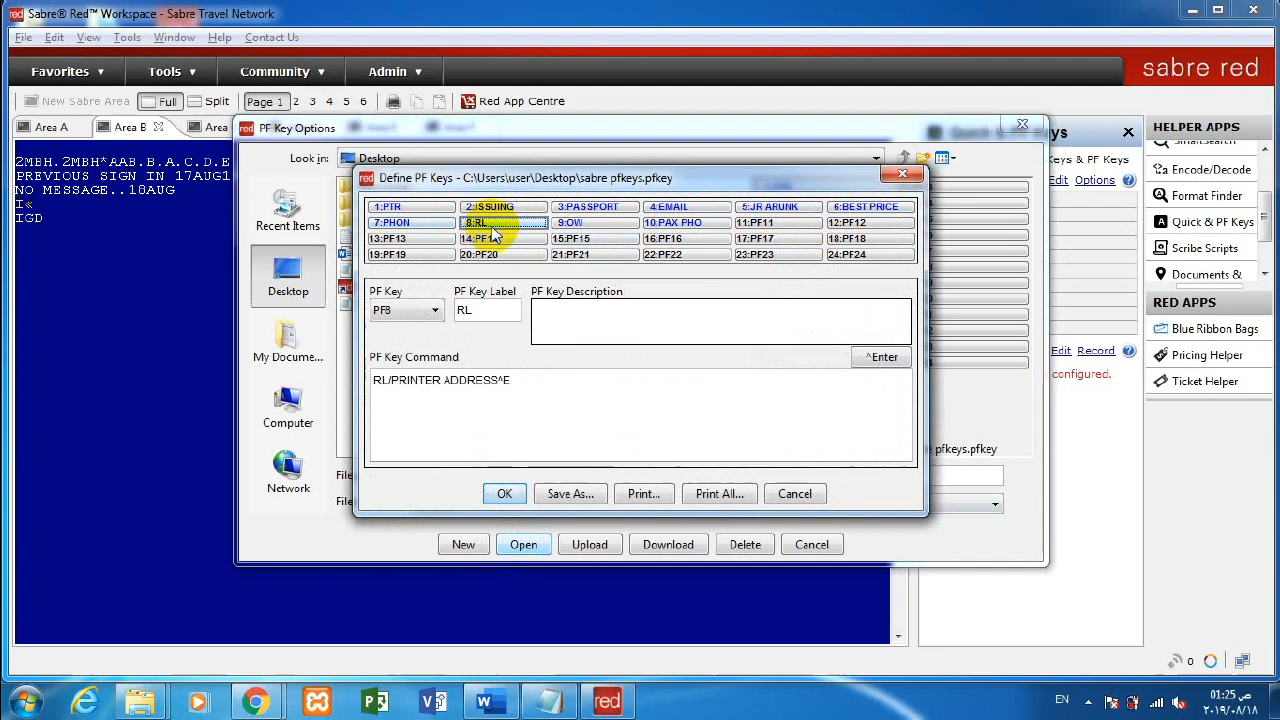 Sabre® Red™ Workspace - Sabre Travel Network
File Edit View Tools Window Help Contact Us
Favorites Tools Community Admin
sabre red
New Sabre Area Full Split Page 1 2 3 4 5 6 Red App Centre
Area A Area B Area
2MBH.2MBH*AAB.B.A.C.D.E
PREVIOUS SIGN IN 17AUG1
NO MESSAGE..18AUG
I«
IGD
PF Key Options
Look in: Desktop
Recent Items
Desktop
My Docume...
Computer
Network
File
File
New Open Upload Download Delete Cancel
Define PF Keys - C:\Users\user\Desktop\sabre pfkeys.pfkey
1:PTR 2:ISSUING 3:PASSPORT 4:EMAIL 5:JR ARUNK 6:BEST PRICE
7:PHON 8:RL 9:OW 10:PAX PHO 11:PF11 12:PF12
13:PF13 14:PF14 15:PF15 16:PF16 17:PF17 18:PF18
19:PF19 20:PF20 21:PF21 22:PF22 23:PF23 24:PF24
PF Key PF Key Label PF Key Description
PF8 RL
PF Key Command ^Enter
RL/PRINTER ADDRESS^E
OK Save As... Print... Print All... Cancel
Keys & PF Keys
Edit Options
Edit Record
configured.
pfkeys.pfkey
HELPER APPS
SmartSearch
Encode/Decode
Format Finder
Quick & PF Keys
Scribe Scripts
Documents &
RED APPS
Blue Ribbon Bags
Pricing Helper
Ticket Helper
0
EN
01:25 ص
٢٠١٩/٠٨/١٨